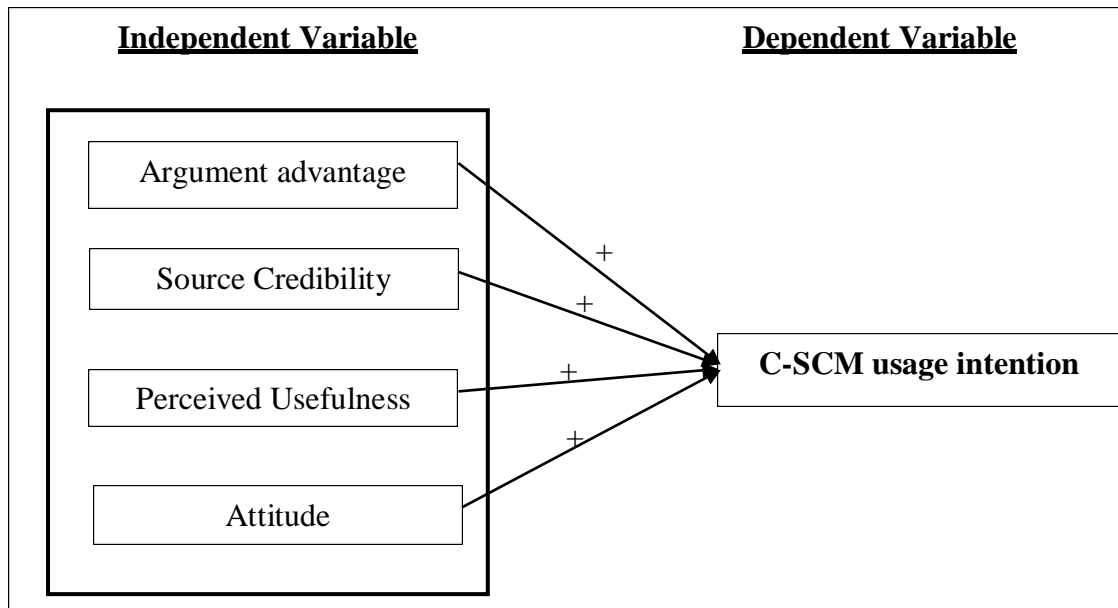 Independent Variable
Dependent Variable
Argument advantage
+
Source Credibility
+
C-SCM usage intention
+
Perceived Usefulness
+
Attitude